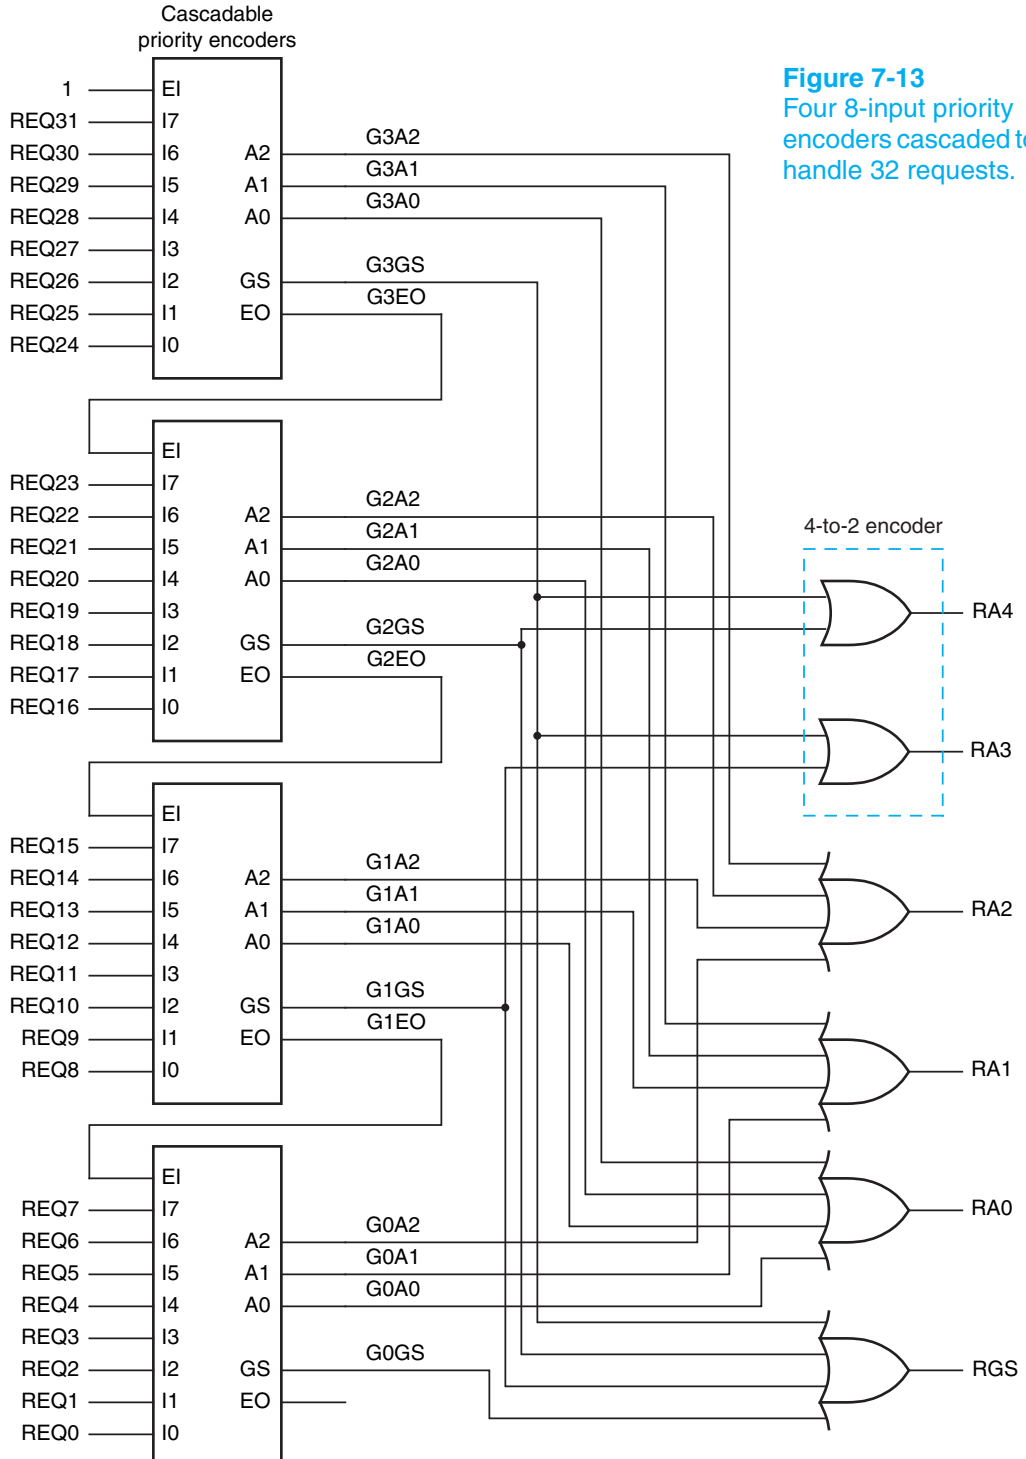 Cascadable
priority encoders
Figure 7-13
Four 8-input priority
encoders cascaded to
handle 32 requests.
1 EI
REQ31 I7
REQ30 I6 A2 G3A2
REQ29 I5 A1 G3A1
REQ28 I4 A0 G3A0
REQ27 I3
REQ26 I2 GS G3GS
REQ25 I1 EO G3EO
REQ24 I0
EI
REQ23 I7
REQ22 I6 A2 G2A2
REQ21 I5 A1 G2A1
REQ20 I4 A0 G2A0
REQ19 I3
REQ18 I2 GS G2GS
REQ17 I1 EO G2EO
REQ16 I0
4-to-2 encoder
RA4
RA3
EI
REQ15 I7
REQ14 I6 A2 G1A2
REQ13 I5 A1 G1A1
REQ12 I4 A0 G1A0
REQ11 I3
REQ10 I2 GS G1GS
REQ9 I1 EO G1EO
REQ8 I0
RA2
RA1
EI
REQ7 I7
REQ6 I6 A2 G0A2
REQ5 I5 A1 G0A1
REQ4 I4 A0 G0A0
REQ3 I3
REQ2 I2 GS G0GS
REQ1 I1 EO
REQ0 I0
RA0
RGS